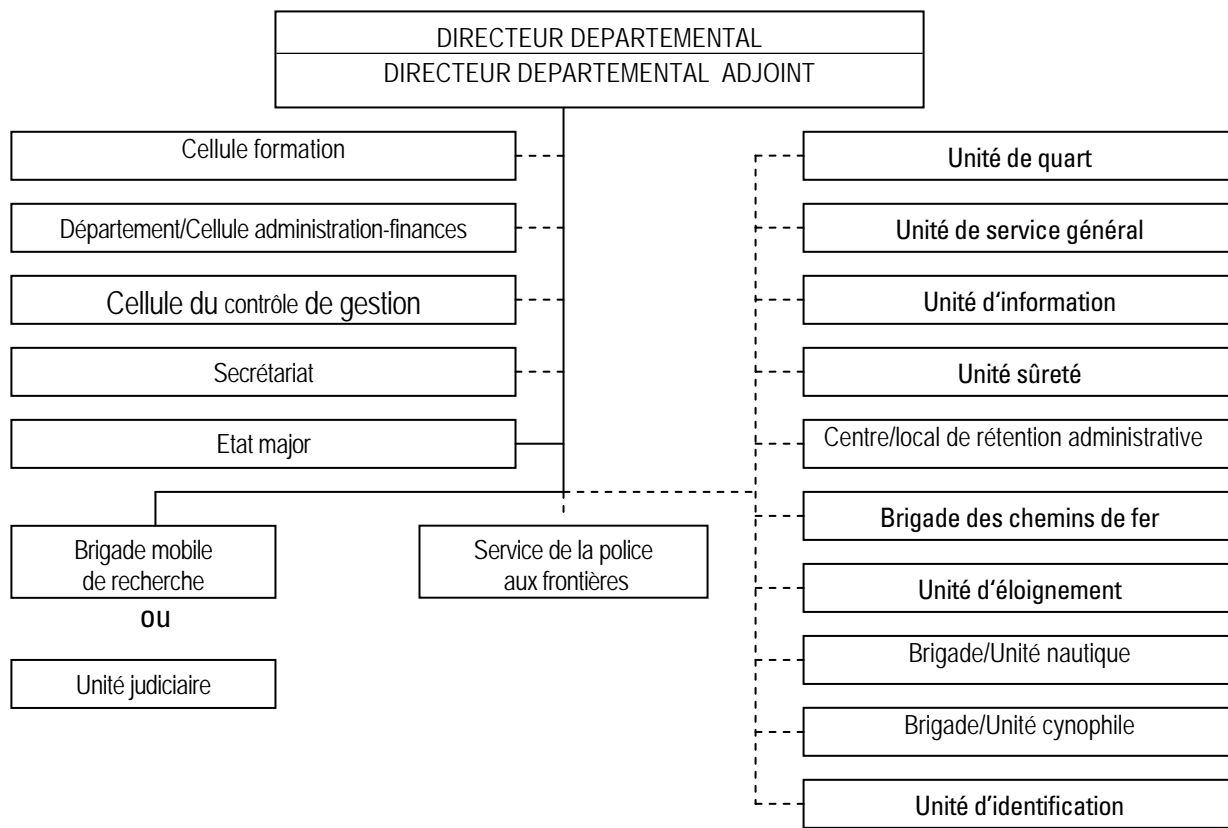 DIRECTEUR DEPARTEMENTAL
DIRECTEUR DEPARTEMENTAL ADJOINT
Cellule formation
Département/Cellule administration-finances
Cellule du contrôle de gestion
Secrétariat
Etat major
Brigade mobile
de recherche
ou
Unité judiciaire
Service de la police
aux frontières
Unité de quart
Unité de service général
Unité d'information
Unité sûreté
Centre/local de rétention administrative
Brigade des chemins de fer
Unité d'éloignement
Brigade/Unité nautique
Brigade/Unité cynophile
Unité d'identification